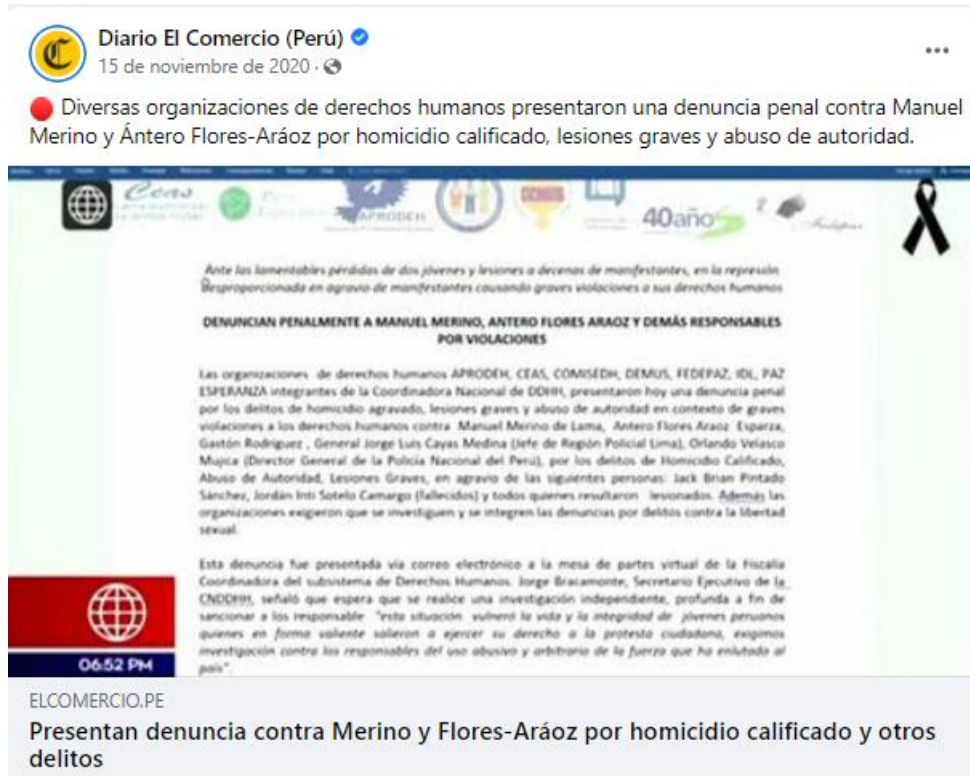 Diario El Comercio (Perú)
15 de noviembre de 2020 ·
Diversas organizaciones de derechos humanos presentaron una denuncia penal contra Manuel
Merino y Ántero Flores-Aráoz por homicidio calificado, lesiones graves y abuso de autoridad.
Ceas
APRODEH
40año
Ante las lamentables pérdidas de dos jóvenes y lesiones a decenas de manifestantes, en la represión
desproporcionada en agravio de manifestantes causando graves violaciones a sus derechos humanos
DENUNCIAN PENALMENTE A MANUEL MERINO, ANTERO FLORES ARAOZ Y DEMÁS RESPONSABLES
POR VIOLACIONES
Las organizaciones de derechos humanos APRODEH, CEAS, COMISEDH, DEMUS, FEDEPAZ, IDL, PAZ
ESPERANZA integrantes de la Coordinadora Nacional de DDHH, presentaron hoy una denuncia penal
por los delitos de homicidio agravado, lesiones graves y abuso de autoridad en contexto de graves
violaciones a los derechos humanos contra Manuel Merino de Lama, Antero Flores Araoz Esparza,
Gastón Rodriguez , General Jorge Luis Cayas Medina (Jefe de Región Policial Lima), Orlando Velasco
Mujica (Director General de la Policía Nacional del Perú), por los delitos de Homicidio Calificado,
Abuso de Autoridad, Lesiones Graves, en agravio de las siguientes personas: Jack Brian Pintado
Sánchez, Jordán Inti Sotelo Camargo (fallecidos) y todos quienes resultaron lesionados. Además las
organizaciones exigieron que se investiguen y se integren las denuncias por delitos contra la libertad
sexual.
Esta denuncia fue presentada vía correo electrónico a la mesa de partes virtual de la Fiscalía
Coordinadora del subsistema de Derechos Humanos. Jorge Bracamonte, Secretario Ejecutivo de la
CNDDHH, señaló que espera que se realice una investigación independiente, profunda a fin de
sancionar a los responsable "esta situación vulneró la vida y la integridad de jóvenes peruanos
quienes en forma valiente salieron a ejercer su derecho a la protesta ciudadana, exigimos
investigación contra los responsables del uso abusivo y arbitrario de la fuerza que ha enlutado al
país".
06:52 PM
ELCOMERCIO.PE
Presentan denuncia contra Merino y Flores-Aráoz por homicidio calificado y otros
delitos